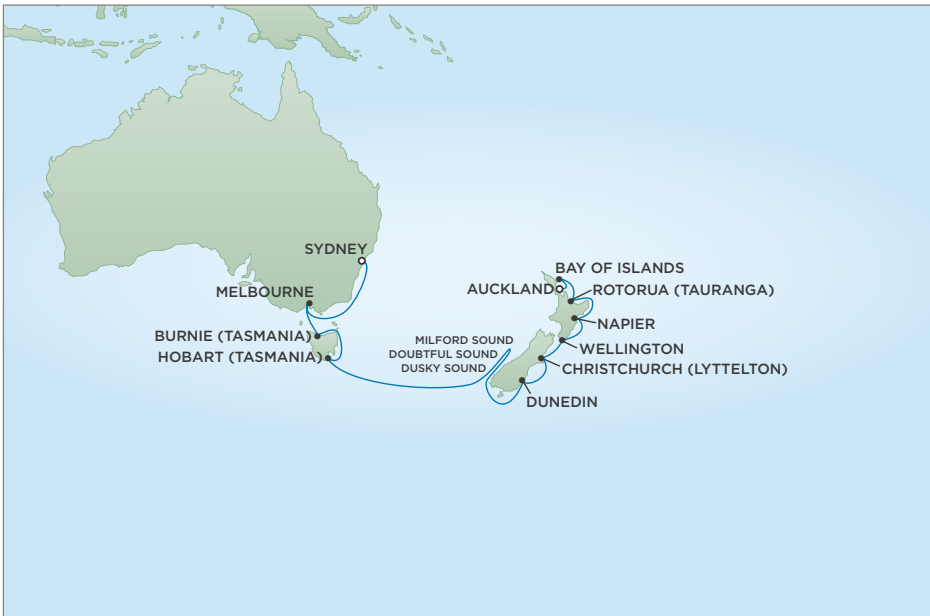 SYDNEY
BAY OF ISLANDS
AUCKLAND
ROTORUA (TAURANGA)
MELBOURNE
NAPIER
BURNIE (TASMANIA)
MILFORD SOUND
WELLINGTON
DOUBTFUL SOUND
HOBART (TASMANIA)
DUSKY SOUND
CHRISTCHURCH (LYTTELTON)
DUNEDIN